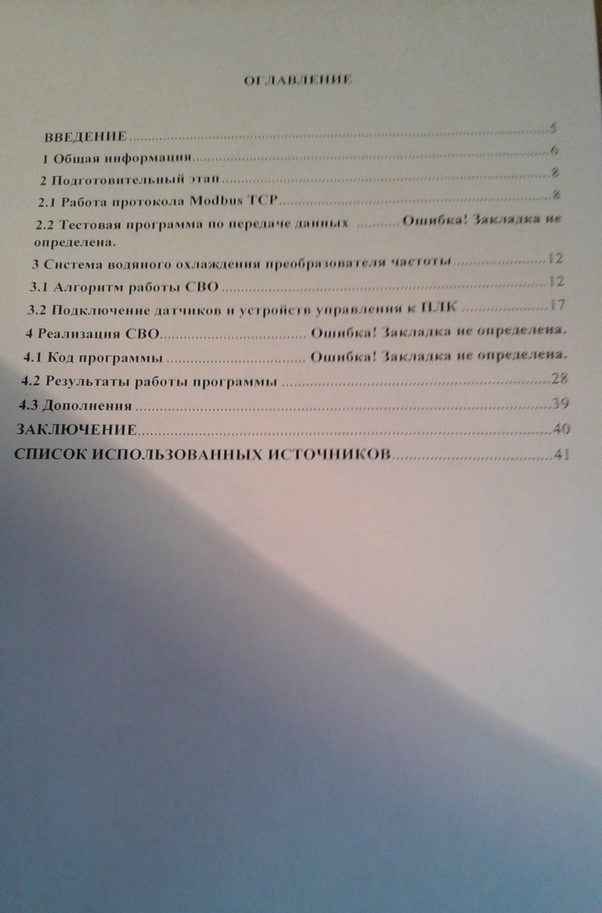 ОГЛАВЛЕНИЕ
ВВЕДЕНИЕ....................5
1 Общая информация....................6
2 Подготовительный этап....................8
2.1 Работа протокола Modbus TCP....................8
2.2 Тестовая программа по передаче данных ..........Ошибка! Закладка не
определена.
3 Система водяного охлаждения преобразователя частоты....................12
3.1 Алгоритм работы СВО....................12
3.2 Подключение датчиков и устройств управления к ПЛК....................17
4 Реализация СВО....................Ошибка! Закладка не определена.
4.1 Код программы....................Ошибка! Закладка не определена.
4.2 Результаты работы программы....................28
4.3 Дополнения....................39
ЗАКЛЮЧЕНИЕ....................40
СПИСОК ИСПОЛЬЗОВАННЫХ ИСТОЧНИКОВ....................41